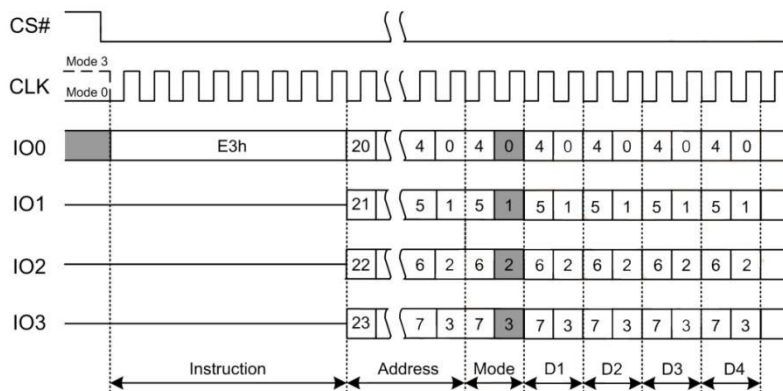 CS#
Mode 3
CLK
Mode 0
IO0 E3h 20 4 0 4 0 4 0 4 0 4 0 4 0
IO1 21 5 1 5 1 5 1 5 1 5 1 5 1
IO2 22 6 2 6 2 6 2 6 2 6 2 6 2
IO3 23 7 3 7 3 7 3 7 3 7 3 7 3
Instruction Address Mode D1 D2 D3 D4